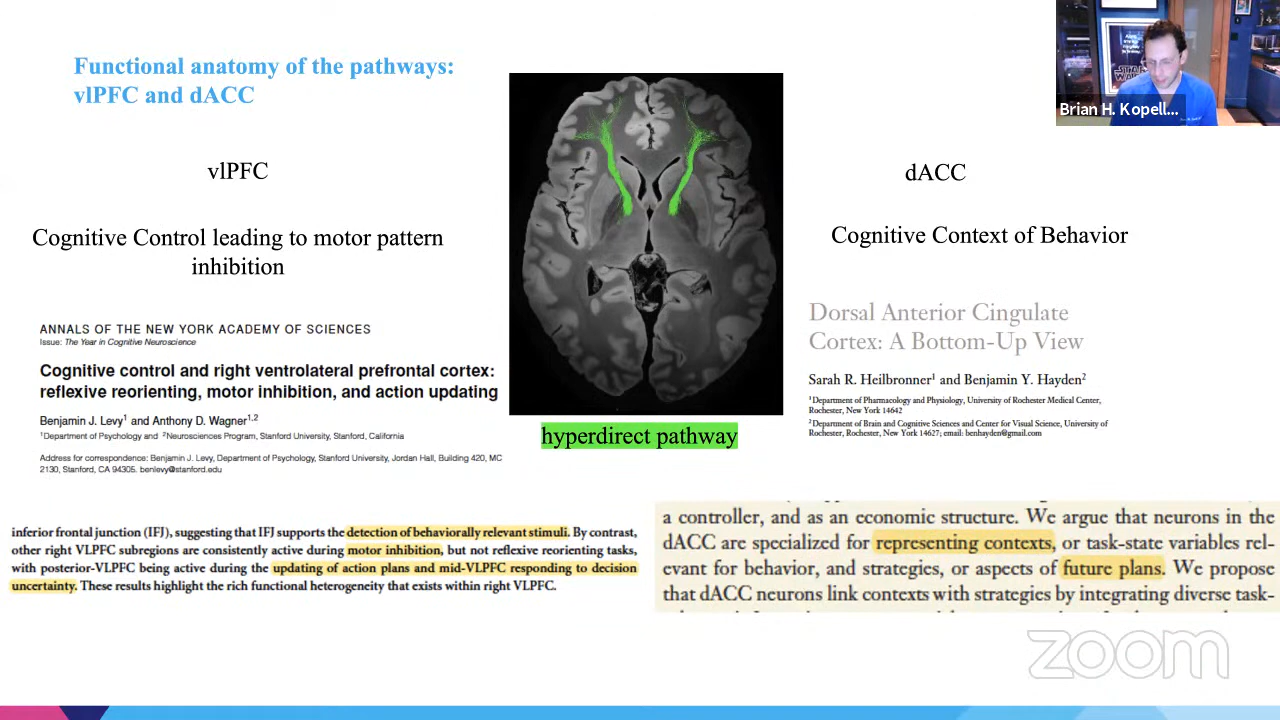 Functional anatomy of the pathways:
vlPFC and dACC
Brian H. Kopell...
vlPFC
Cognitive Control leading to motor pattern
inhibition
ANNALS OF THE NEW YORK ACADEMY OF SCIENCES
Issue: The Year in Cognitive Neuroscience
Cognitive control and right ventrolateral prefrontal cortex:
reflexive reorienting, motor inhibition, and action updating
Benjamin J. Levy1 and Anthony D. Wagner1,2
1Department of Psychology and 2Neurosciences Program, Stanford University, Stanford, California
Address for correspondence: Benjamin J. Levy, Department of Psychology, Stanford University, Jordan Hall, Building 420, MC
2130, Stanford, CA 94305. benlevy@stanford.edu
hyperdirect pathway
dACC
Cognitive Context of Behavior
Dorsal Anterior Cingulate
Cortex: A Bottom-Up View
Sarah R. Heilbronner1 and Benjamin Y. Hayden2
1Department of Pharmacology and Physiology, University of Rochester Medical Center,
Rochester, New York 14642
2Department of Brain and Cognitive Sciences and Center for Visual Science, University of
Rochester, New York 14627; email: benhayden@gmail.com
inferior frontal junction (IFJ), suggesting that IFJ supports the detection of behaviorally relevant stimuli. By contrast,
other right VLPFC subregions are consistently active during motor inhibition, but not reflexive reorienting tasks,
with posterior-VLPFC being active during the updating of action plans and mid-VLPFC responding to decision
uncertainty. These results highlight the rich functional heterogeneity that exists within right VLPFC.
a controller, and as an economic structure. We argue that neurons in the
dACC are specialized for representing contexts, or task-state variables rel-
evant for behavior, and strategies, or aspects of future plans. We propose
that dACC neurons link contexts with strategies by integrating diverse task-
zoom